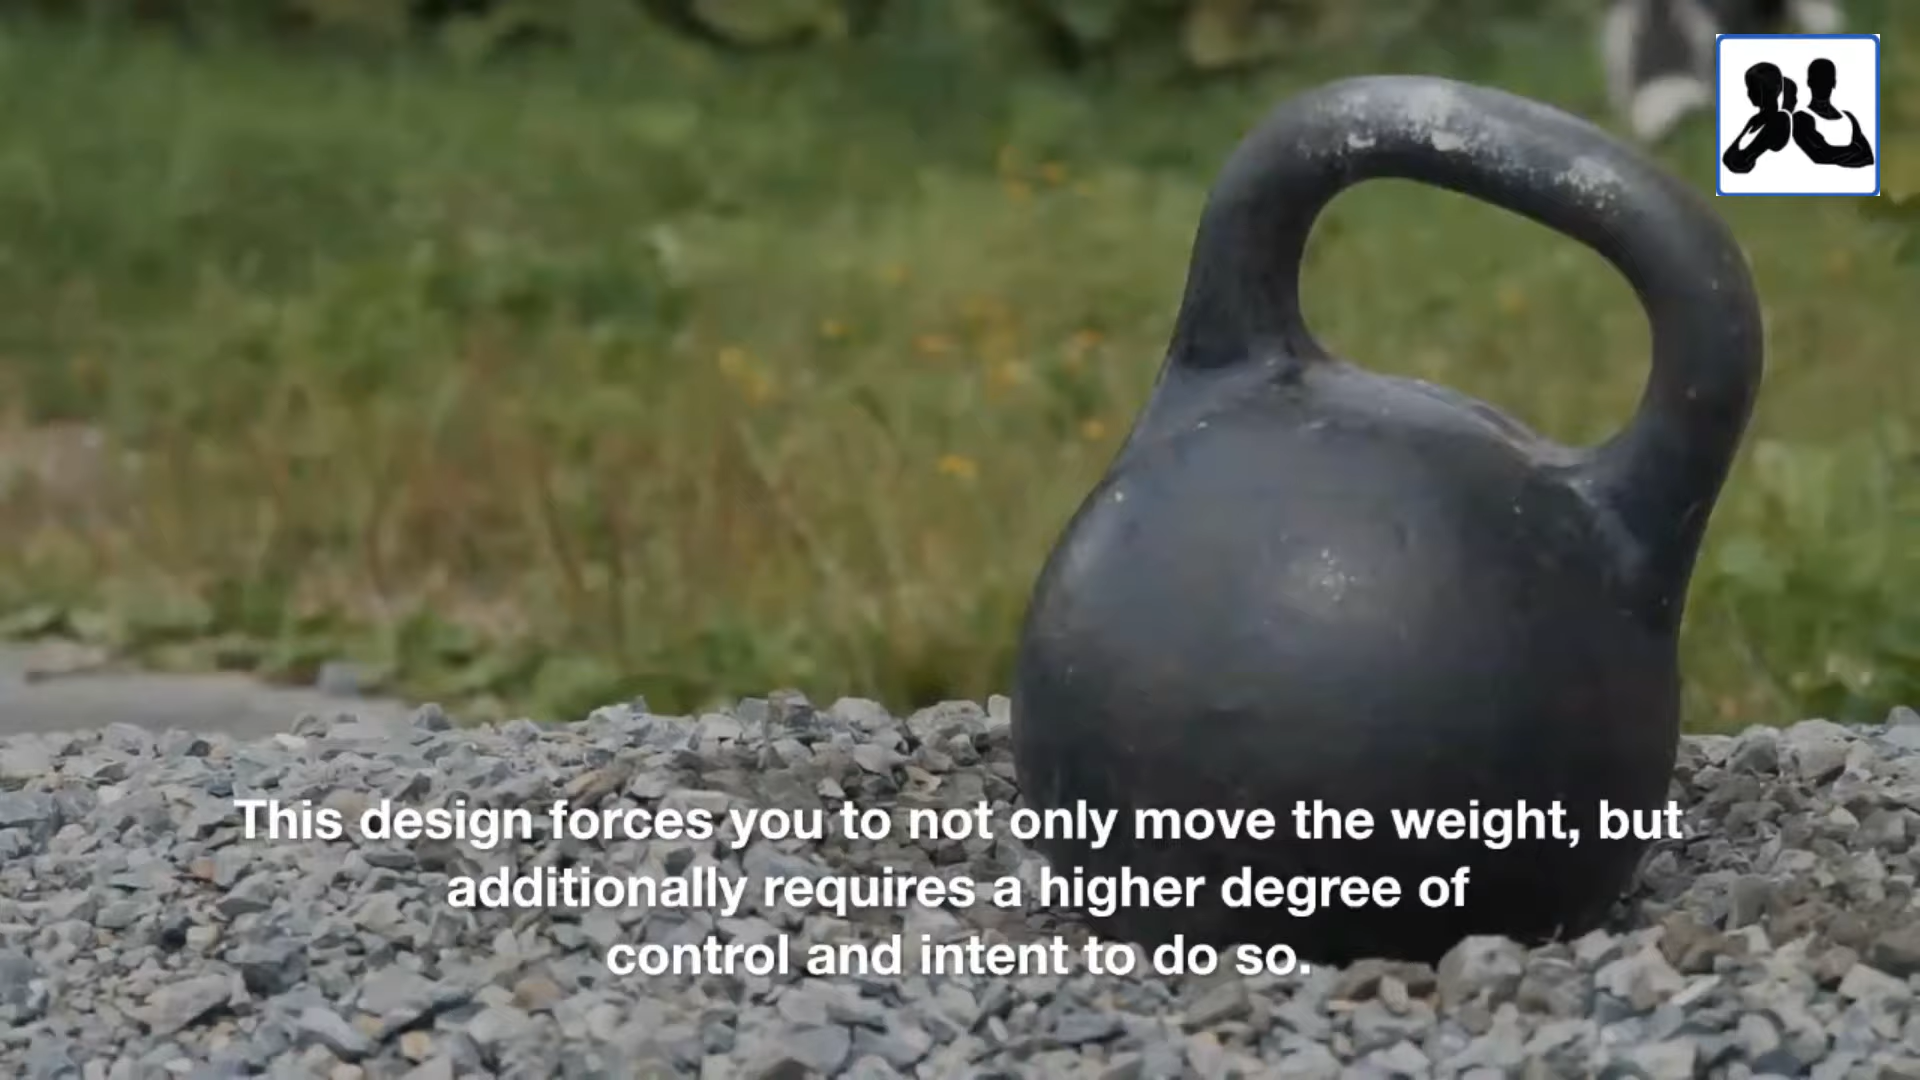 This design forces you to not only move the weight, but
additionally requires a higher degree of
control and intent to do so.